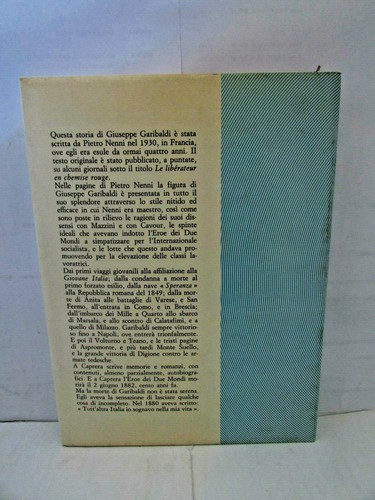 Questa storia di Giuseppe Garibaldi è stata
scritta da Pietro Nenni nel 1930, in Francia,
ove egli era esule da ormai quattro anni. Il
testo originale è stato pubblicato, a puntate,
su alcuni giornali sotto il titolo Le libérateur
en chemise rouge.
Nelle pagine di Pietro Nenni la figura di
Giuseppe Garibaldi è presentata in tutto il
suo splendore attraverso lo stile nitido ed
efficace in cui Nenni era maestro, così come
sono poste in rilievo le ragioni dei suoi dis-
sensi con Mazzini e con Cavour, le spinte
ideali che avevano indotto l'Eroe dei Due
Mondi a simpatizzare per l'Internazionale
socialista, e le lotte che questo andava pro-
muovendo per la elevazione delle classi la-
voratrici.
Dai primi viaggi giovanili alla affiliazione alla
Giovane Italia; dalla condanna a morte al
primo forzato esilio, dalla nave « Speranza »
alla Repubblica romana del 1849; dalla mor-
te di Anita alle battaglie di Varese, e San
Fermo, all'entrata in Como, e in Brescia;
dall'imbarco dei Mille a Quarto allo sbarco
di Marsala, e allo scontro di Calatafimi, e a
quello di Milazzo. Garibaldi sempre vittorio-
so fino a Napoli, ove entrerà trionfalmente.
E poi il Volturno e Teano, e le tristi pagine
di Aspromonte, e più tardi Monte Suello,
e la grande vittoria di Digione contro le ar-
mate tedesche.
A Caprera scrive memorie e romanzi, con
contenuti, almeno parzialmente, autobiogra-
fici. E a Caprera l'Eroe dei Due Mondi mo-
rirà il 2 giugno 1882, cento anni fa.
Ma la morte di Garibaldi non è stata serena.
Egli aveva la sensazione di lasciare qualche
cosa di incompleto. Nel 1880 aveva scritto:
« Tutt'altra Italia io sognavo nella mia vita ».